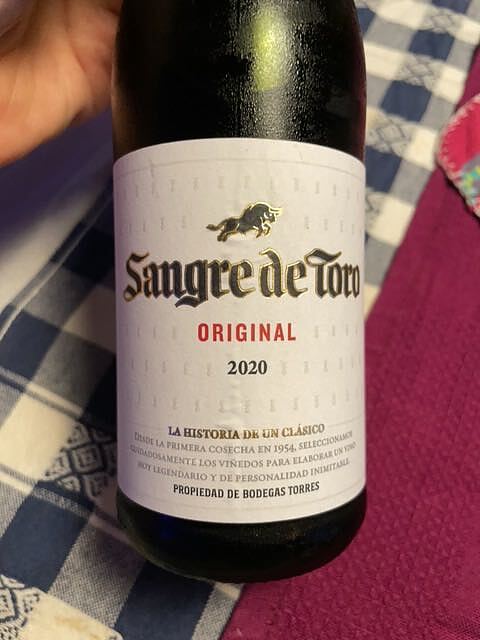 Sangre de Toro
ORIGINAL
2020
LA HISTORIA DE UN CLÁSICO
DESDE LA PRIMERA COSECHA EN 1954, SELECCIONAMOS
CUIDADOSAMENTE LOS VIÑEDOS PARA ELABORAR UN VINO
HOY LEGENDARIO Y DE PERSONALIDAD INIMITABLE.
PROPIEDAD DE BODEGAS TORRES